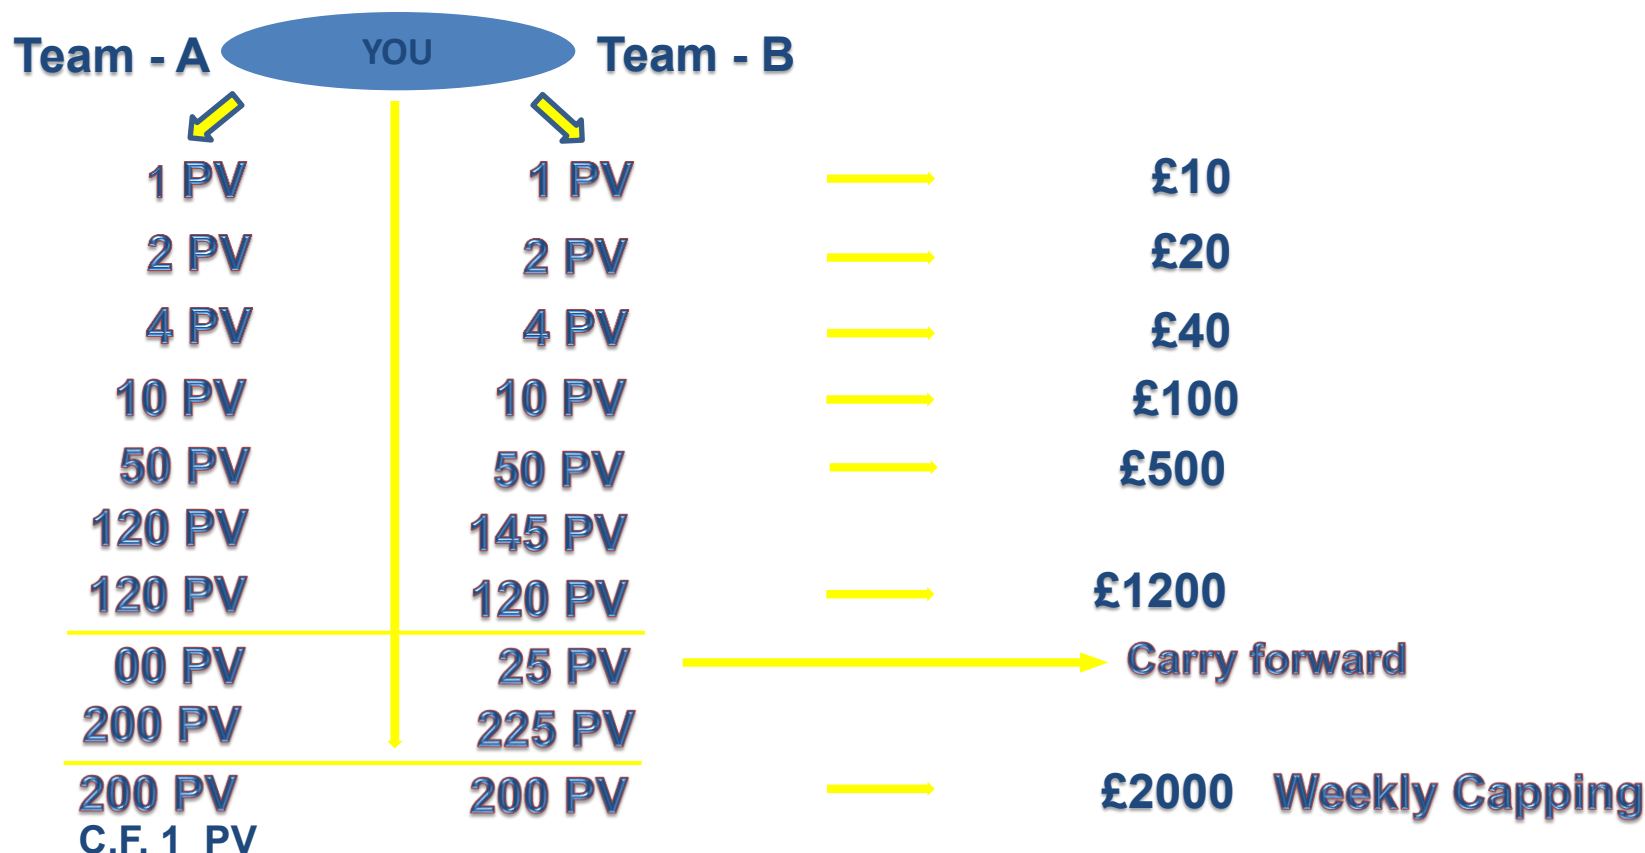 Team - A YOU Team - B
1 PV 1 PV £10
2 PV 2 PV £20
4 PV 4 PV £40
10 PV 10 PV £100
50 PV 50 PV £500
120 PV 145 PV
120 PV 120 PV £1200
00 PV 25 PV Carry forward
200 PV 225 PV
200 PV 200 PV £2000 Weekly Capping
C.F. 1 PV